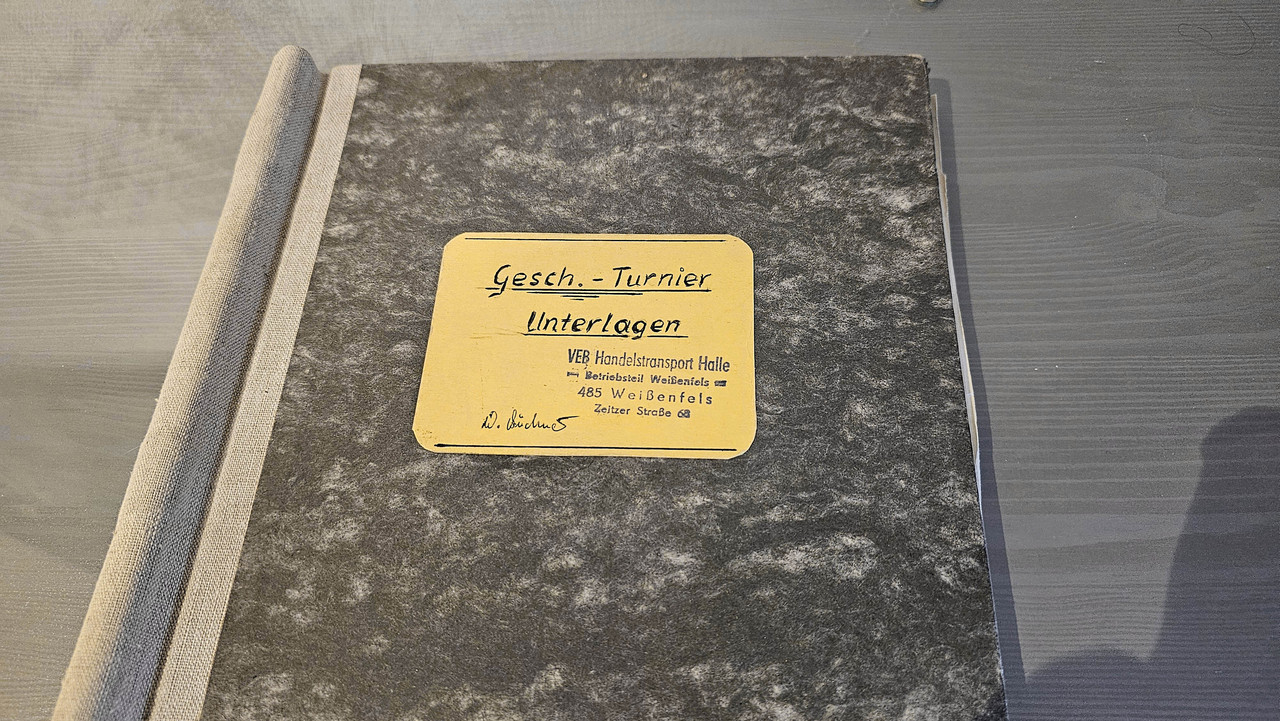 Gesch. - Turnier
Unterlagen
VEB Handelstransport Halle
Betriebsteil Weißenfels
485 Weißenfels
Zeitzer Straße 68